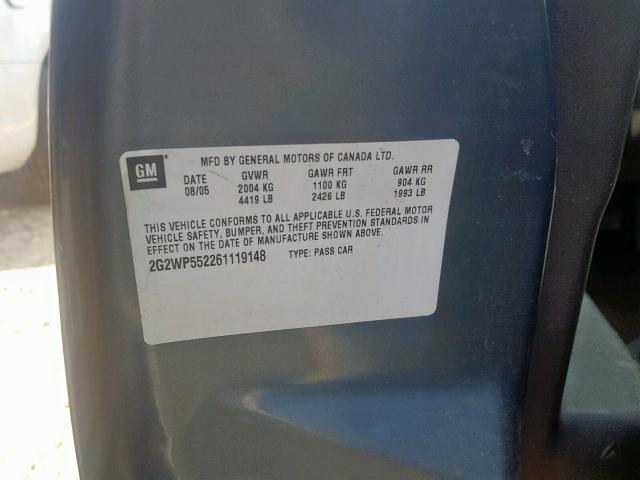 GM MFD BY GENERAL MOTORS OF CANADA LTD.
DATE GVWR GAWR FRT GAWR RR
08/05 2004 KG 1100 KG 904 KG
4419 LB 2426 LB 1993 LB
THIS VEHICLE CONFORMS TO ALL APPLICABLE U.S. FEDERAL MOTOR
VEHICLE SAFETY, BUMPER, AND THEFT PREVENTION STANDARDS IN
EFFECT ON THE DATE OF MANUFACTURE SHOWN ABOVE.
2G2WP552261119148 TYPE: PASS CAR